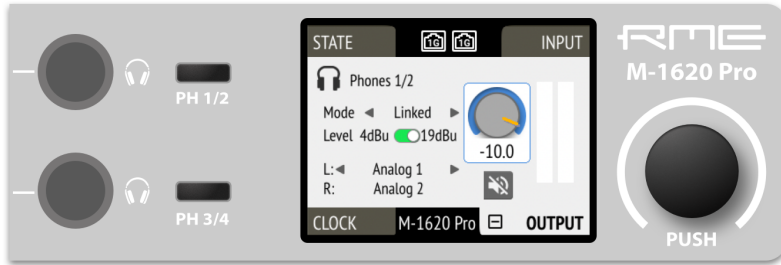 STATE
1G 1G
INPUT
RME
M-1620 Pro
Phones 1/2
PH 1/2
Mode Linked
Level 4dBu 19dBu
-10.0
L: Analog 1
R: Analog 2
PH 3/4
CLOCK
M-1620 Pro
OUTPUT
PUSH